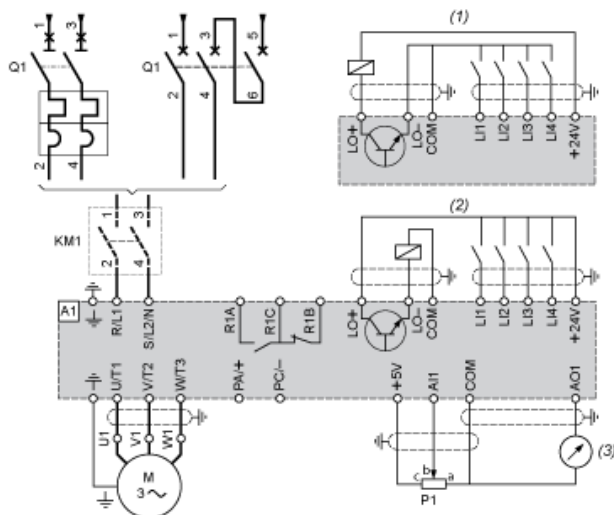 1 3 1 3 5
Q1 Q1
2 4 2 4 6
(1)
LO+ LO- COM LI1 LI2 LI3 LI4 +24V
KM1 1 3
2 4
(2)
A1
R/L1 S/L2/N R1A R1C R1B LO+ LO- COM LI1 LI2 LI3 LI4 +24V
U/T1 V/T2 W/T3 PA/+ PC/- +5V AI1 COM AO1
U1 V1 W1
M
3~
c b a
P1
(3)